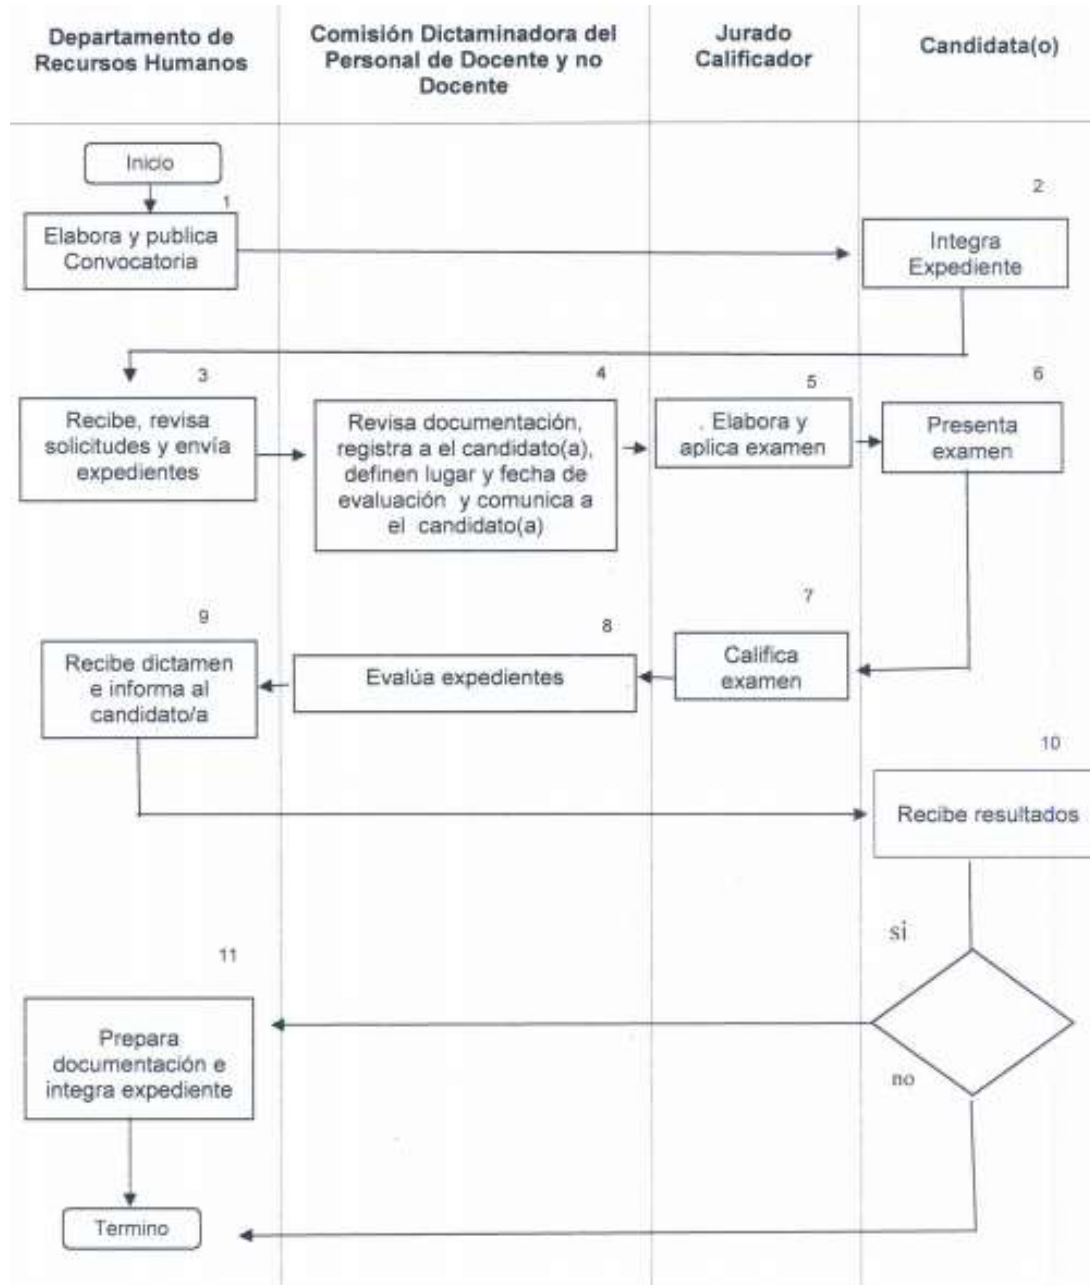 Departamento de
Recursos Humanos
Comisión Dictaminadora del
Personal de Docente y no
Docente
Jurado
Calificador
Candidata(o)
Inicio
1
Elabora y publica
Convocatoria
2
Integra
Expediente
3
Recibe, revisa
solicitudes y envía
expedientes
4
Revisa documentación,
registra a el candidato(a),
definen lugar y fecha de
evaluación y comunica a
el candidato(a)
5
. Elabora y
aplica examen
6
Presenta
examen
7
Califica
examen
8
Evalúa expedientes
9
Recibe dictamen
e informa al
candidato/a
10
Recibe resultados
si
no
11
Prepara
documentación e
integra expediente
Termino